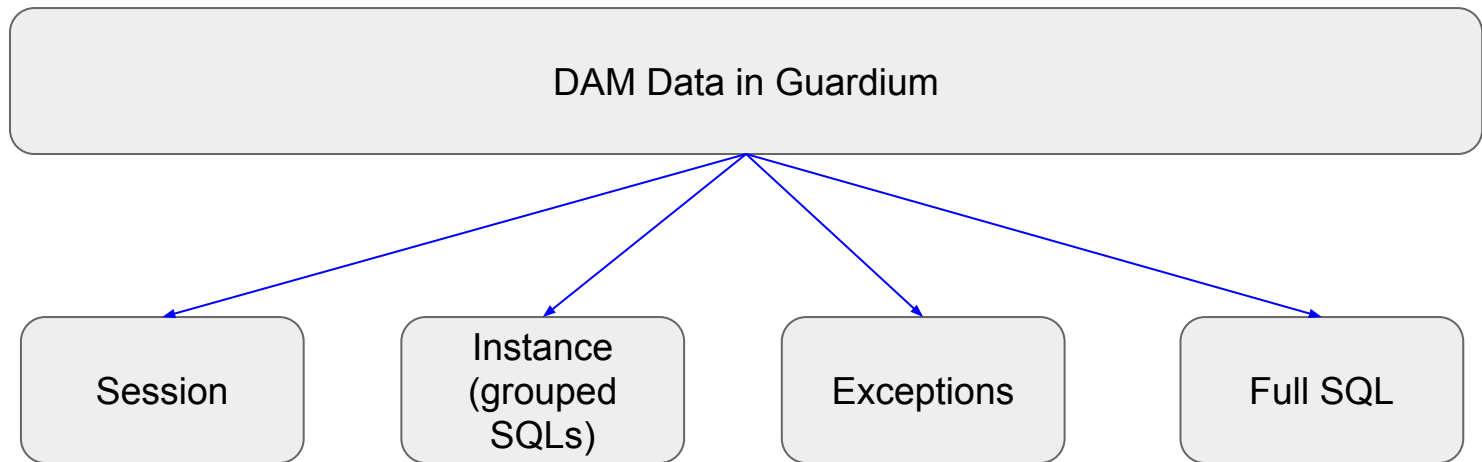 DAM Data in Guardium
Session
Instance
(grouped
SQLs)
Exceptions
Full SQL